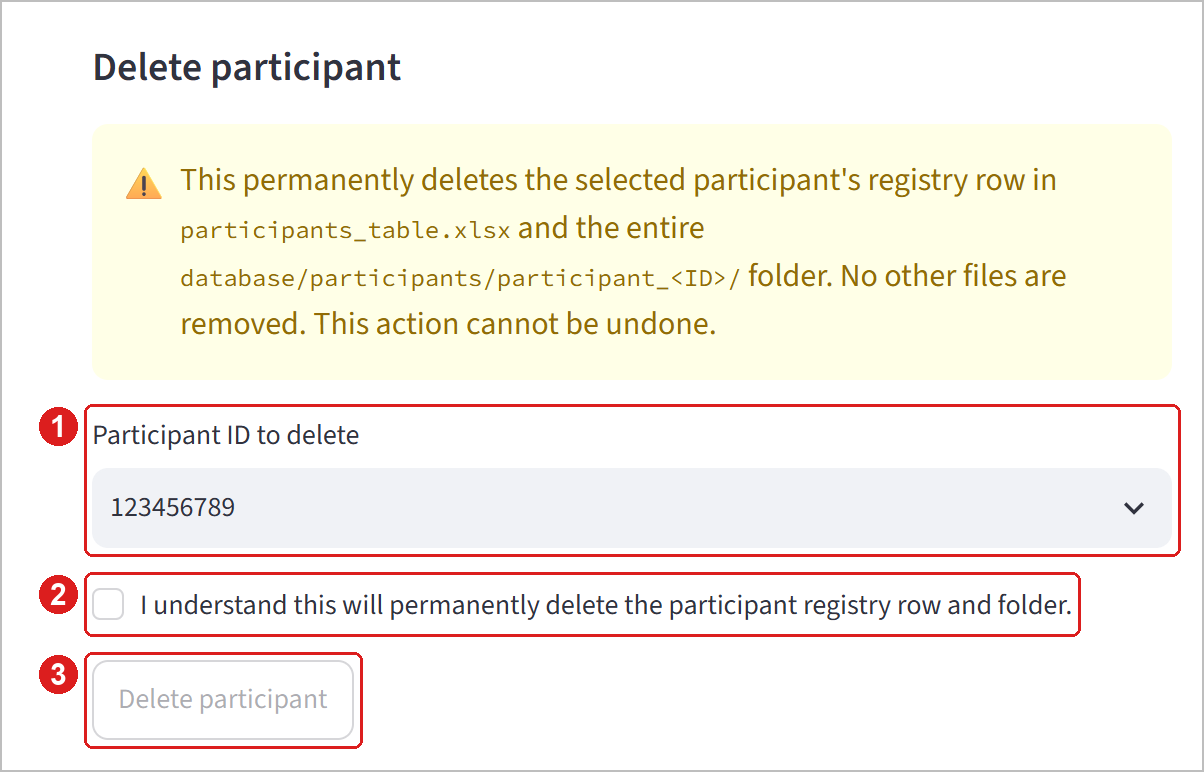 Delete participant
This permanently deletes the selected participant's registry row in
participants_table.xlsx and the entire
database/participants/participant_<ID>/ folder. No other files are
removed. This action cannot be undone.
1
Participant ID to delete
123456789
2
I understand this will permanently delete the participant registry row and folder.
3
Delete participant